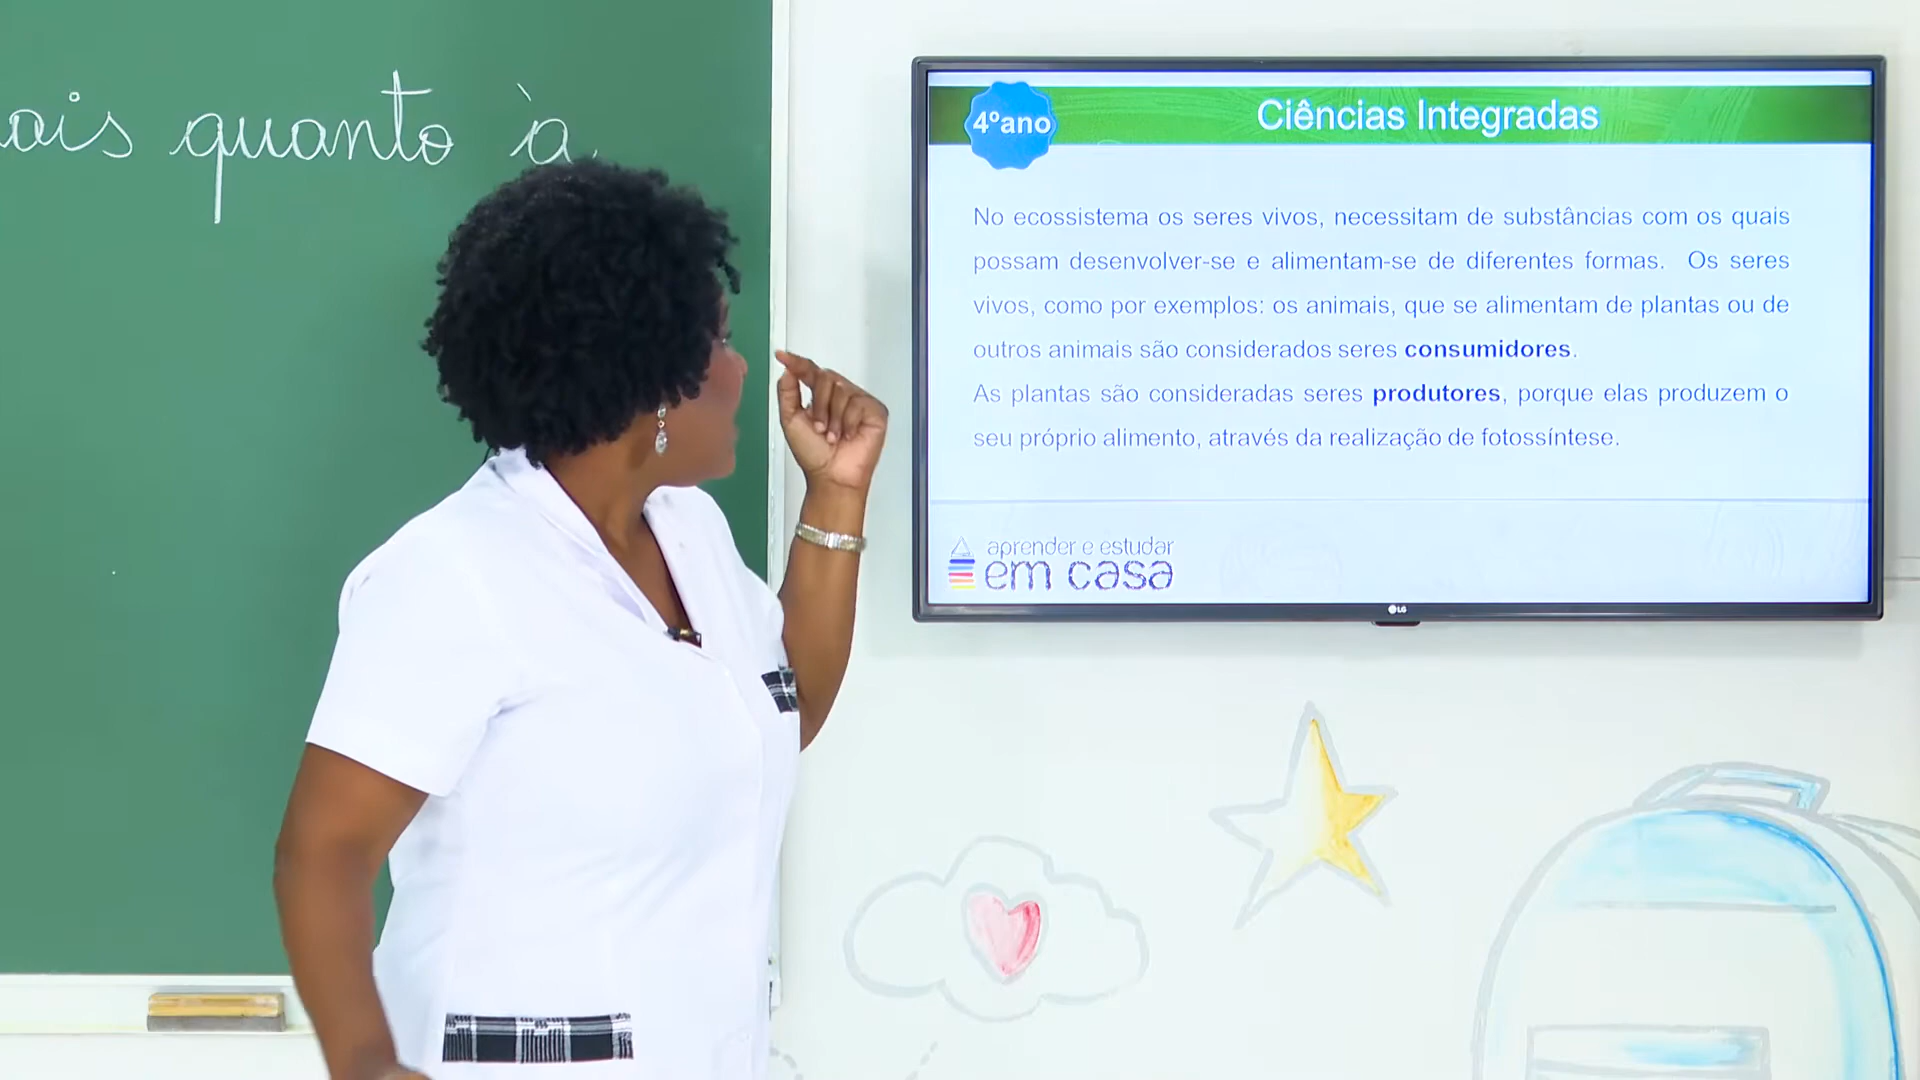 quanto à
4ºano
Ciências Integradas
No ecossistema os seres vivos, necessitam de substâncias com os quais
possam desenvolver-se e alimentam-se de diferentes formas. Os seres
vivos, como por exemplos: os animais, que se alimentam de plantas ou de
outros animais são considerados seres consumidores.
As plantas são consideradas seres produtores, porque elas produzem o
seu próprio alimento, através da realização de fotossíntese.
aprender e estudar
em casa
LG